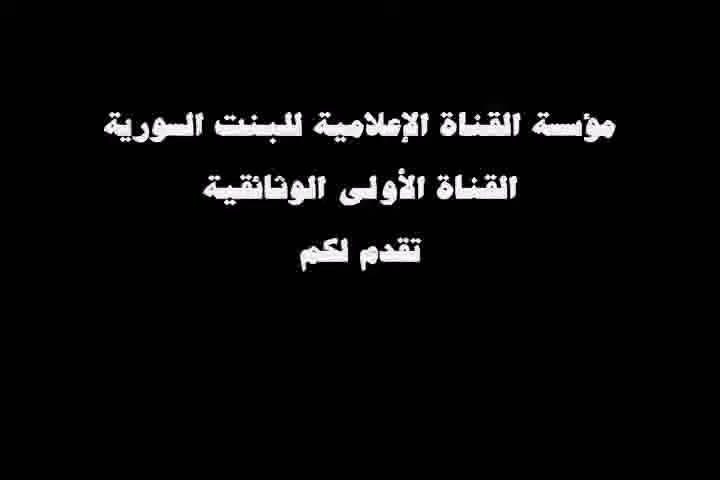 مؤسسة القناة الإعلامية للبنت السورية
القناة الأولى الوثائقية
تقدم لكم